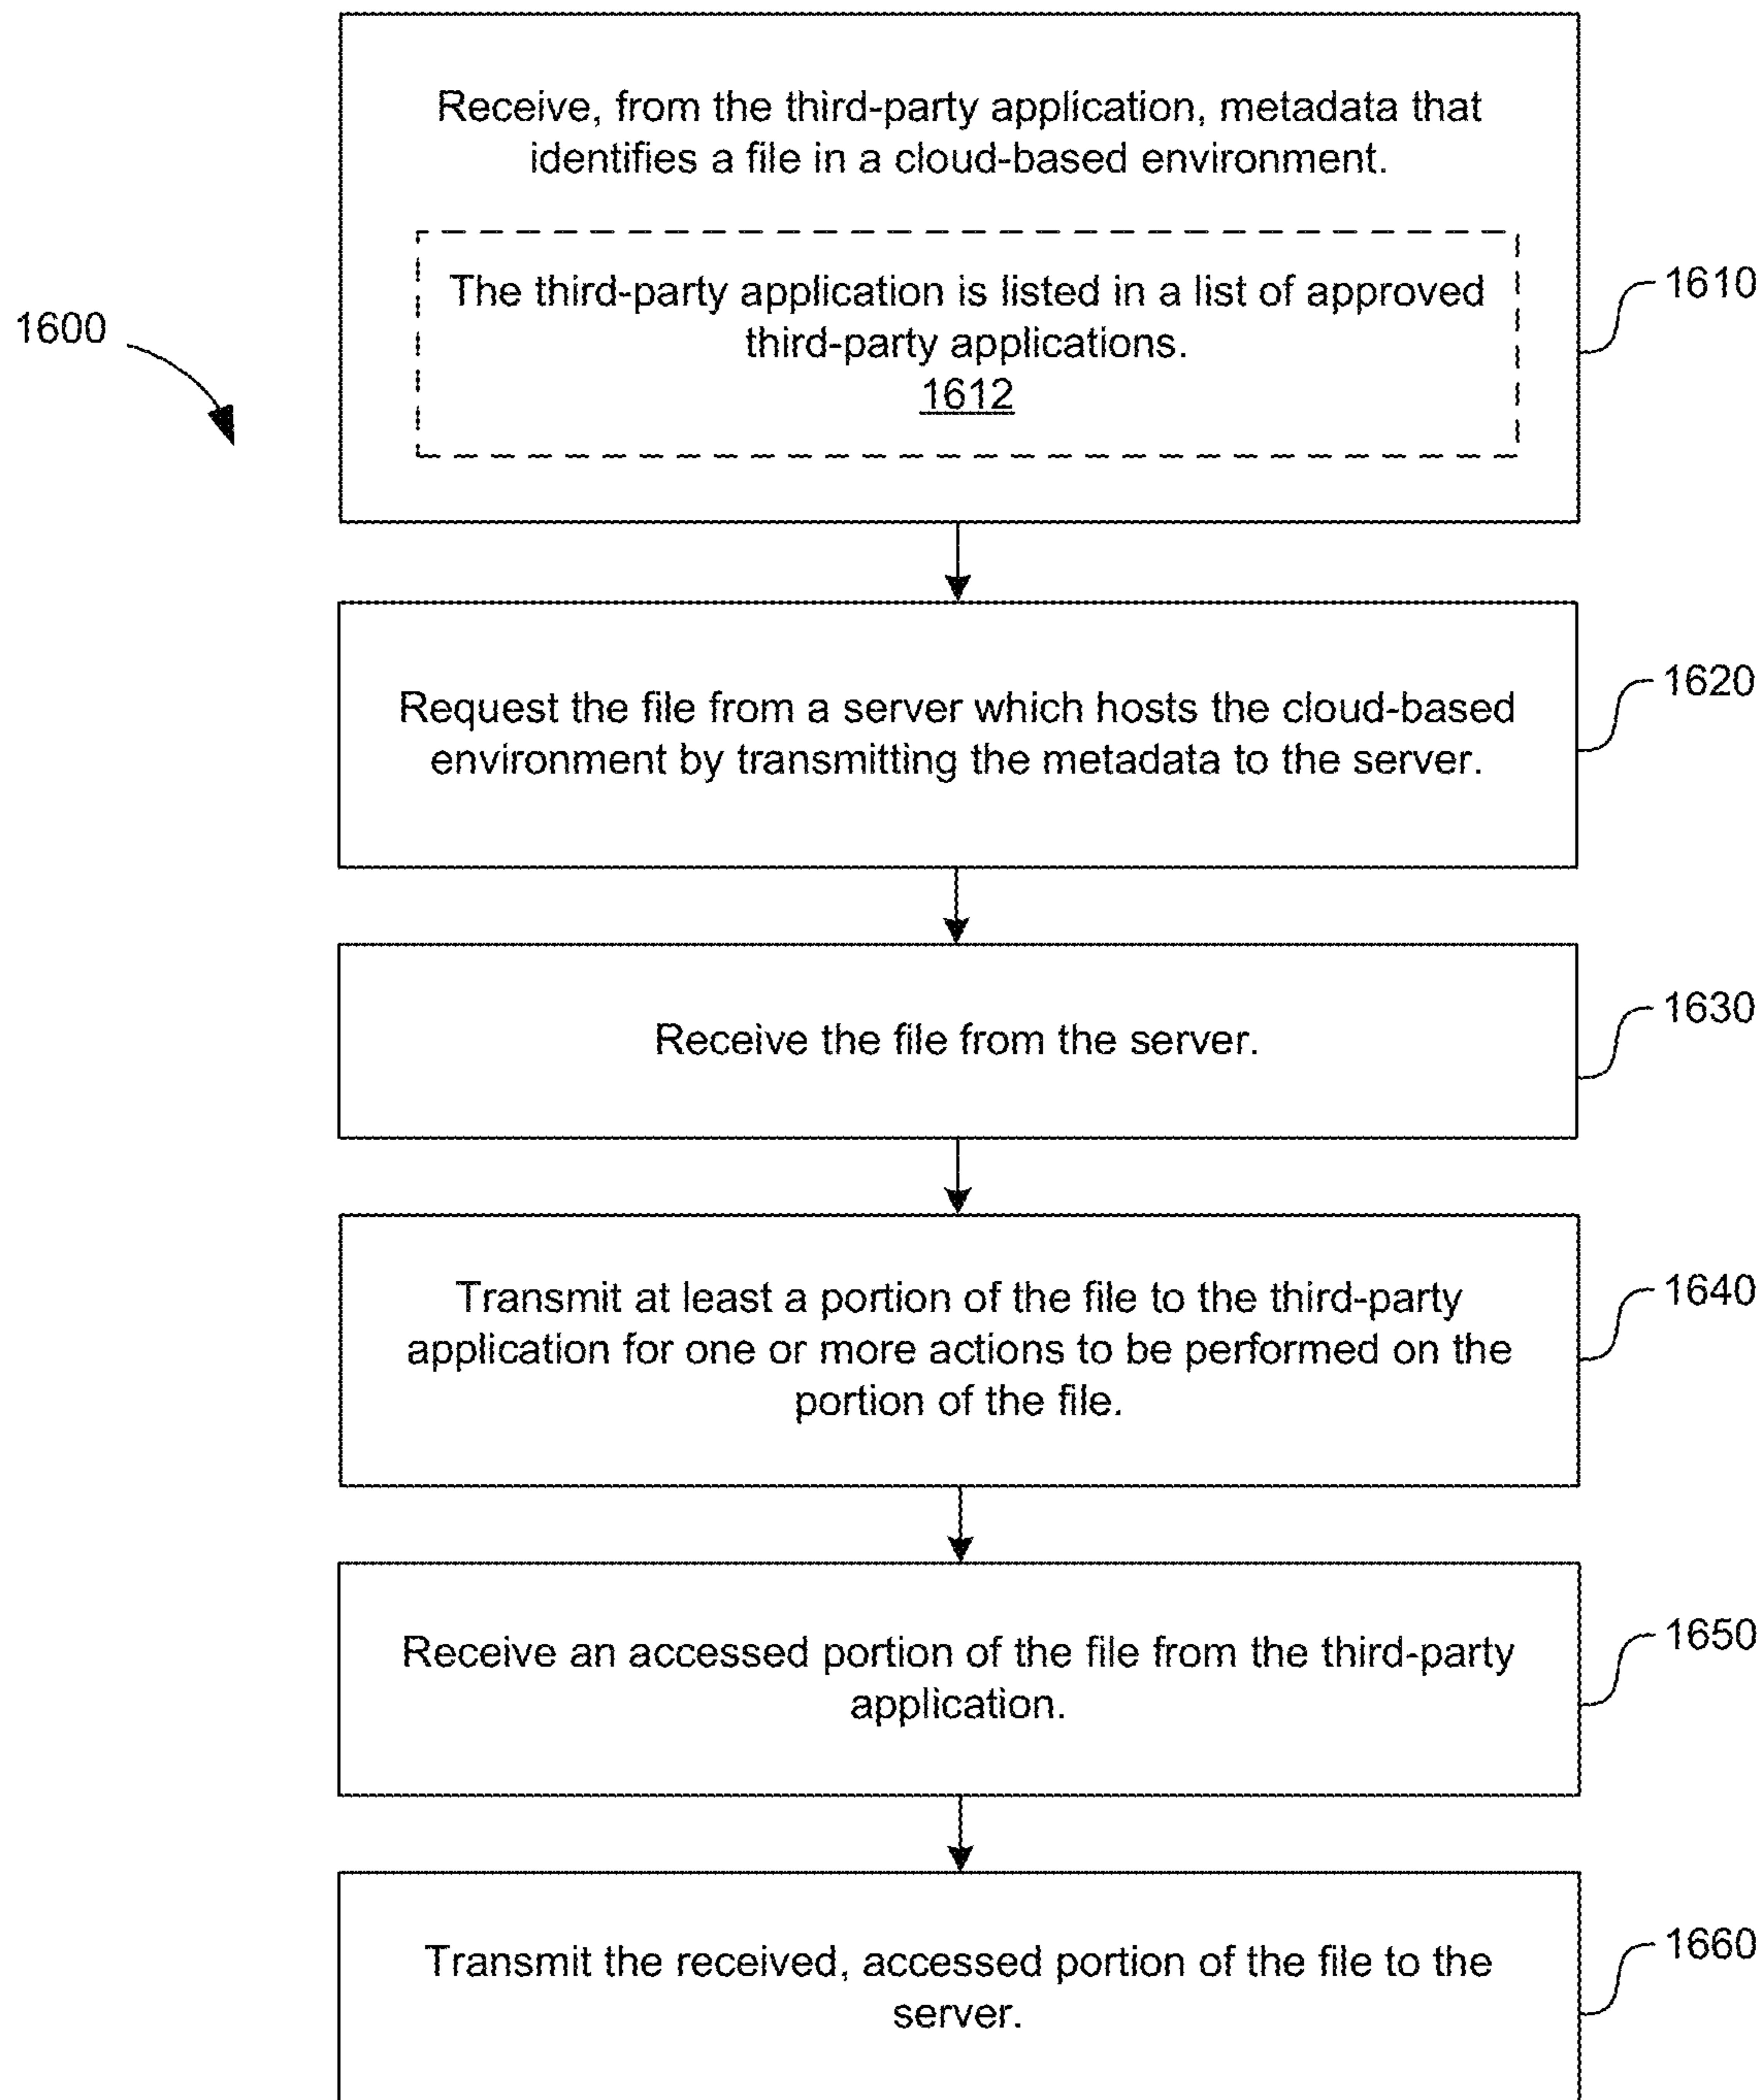 Receive, from the third-party application, metadata that
identifies a file in a cloud-based environment.
The third-party application is listed in a list of approved
third-party applications.
1612
1610
1600
Request the file from a server which hosts the cloud-based
environment by transmitting the metadata to the server.
1620
Receive the file from the server.
1630
Transmit at least a portion of the file to the third-party
application for one or more actions to be performed on the
portion of the file.
1640
Receive an accessed portion of the file from the third-party
application.
1650
Transmit the received, accessed portion of the file to the
server.
1660